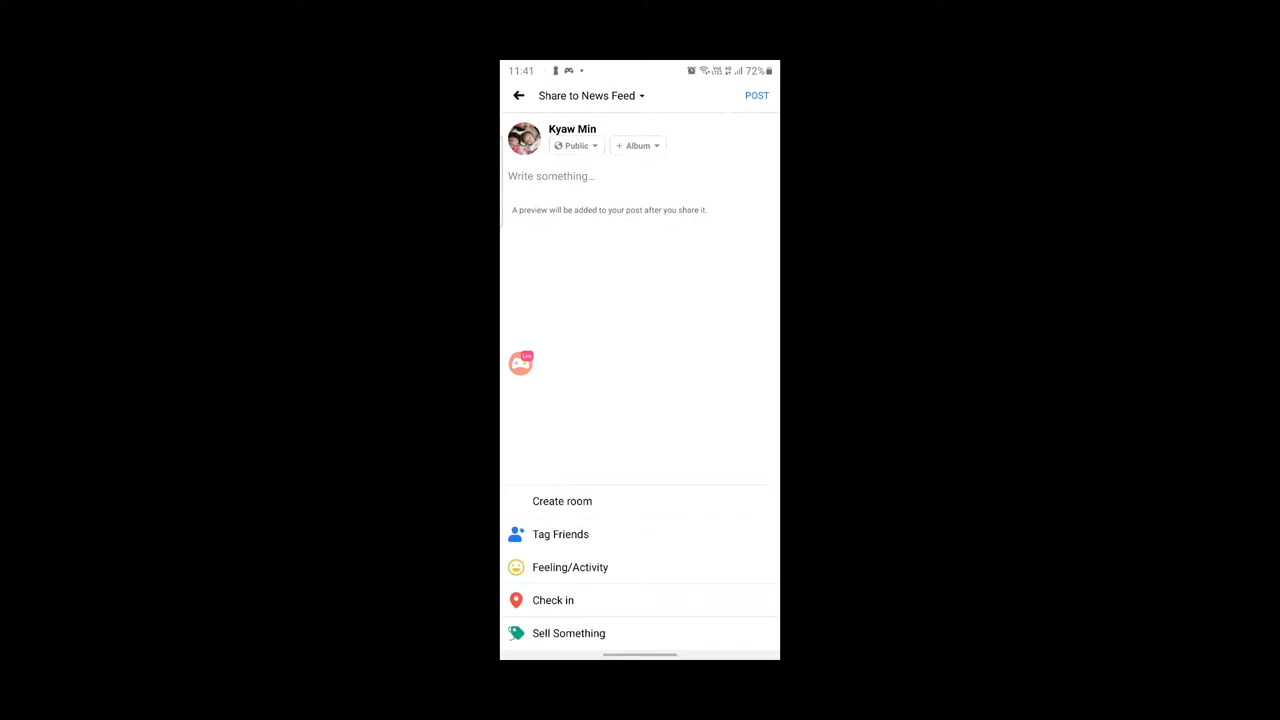 11:41 72%
Share to News Feed POST
Kyaw Min
Public + Album
Write something...
A preview will be added to your post after you share it.
Live
Create room
Tag Friends
Feeling/Activity
Check in
Sell Something